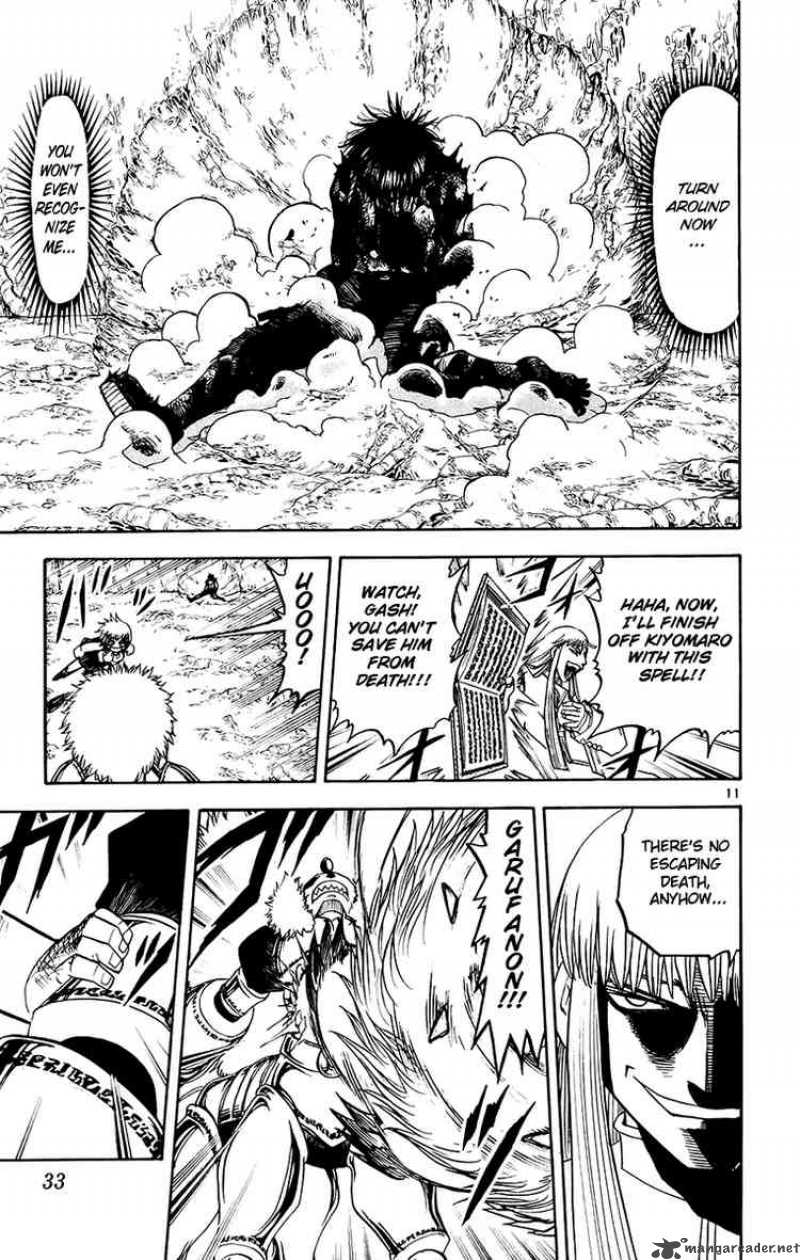 TURN
AROUND
NOW
...
YOU
WON'T
EVEN
RECOG-
NIZE
ME...
HAHA, NOW,
I'LL FINISH
OFF KIYOMARO
WITH THIS
SPELL!!
WATCH,
GASH!
YOU CAN'T
SAVE HIM
FROM
DEATH!!!
UOOO!
11
THERE'S NO
ESCAPING
DEATH,
ANYHOW...
GARUFANON!!!
33
mangarcader.net